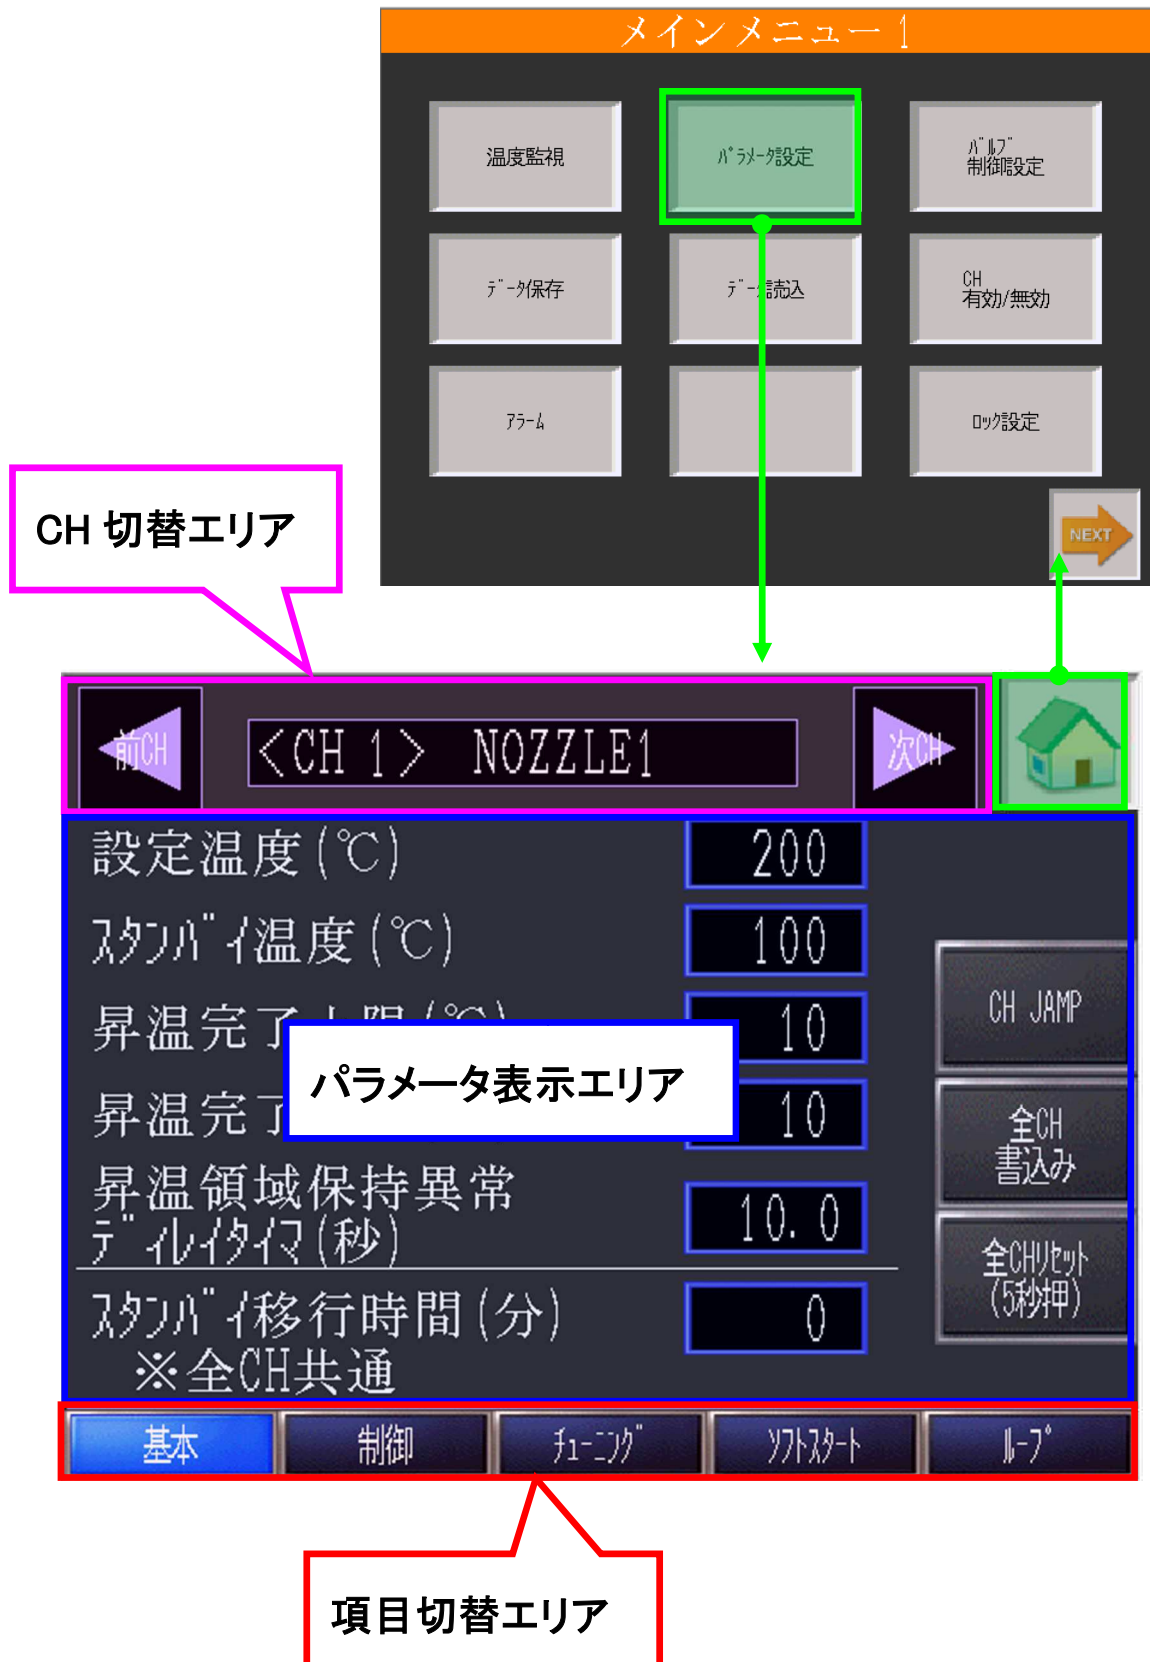 メインメニュー1
温度監視
ﾊﾟﾗﾒｰﾀ設定
ﾊﾞﾙﾌﾞ
制御設定
ﾃﾞｰﾀ保存
ﾃﾞｰﾀ読込
CH
有効/無効
ｱﾗｰﾑ
ﾛｯｸ設定
NEXT
CH 切替エリア
前CH
<CH 1> NOZZLE1
次CH
設定温度(℃)
200
ｽﾀﾝﾊﾞｲ温度(℃)
100
昇温完了上限(℃)
10
昇温完了
10
パラメータ表示エリア
昇温領域保持異常
ﾃﾞｨﾚｲﾀｲﾏ(秒)
10.0
ｽﾀﾝﾊﾞｲ移行時間(分)
0
※全CH共通
CH JAMP
全CH
書込み
全CHﾘｾｯﾄ
(5秒押)
基本
制御
ﾁｭｰﾆﾝｸﾞ
ｿﾌﾄｽﾀｰﾄ
ﾙｰﾌﾟ
項目切替エリア